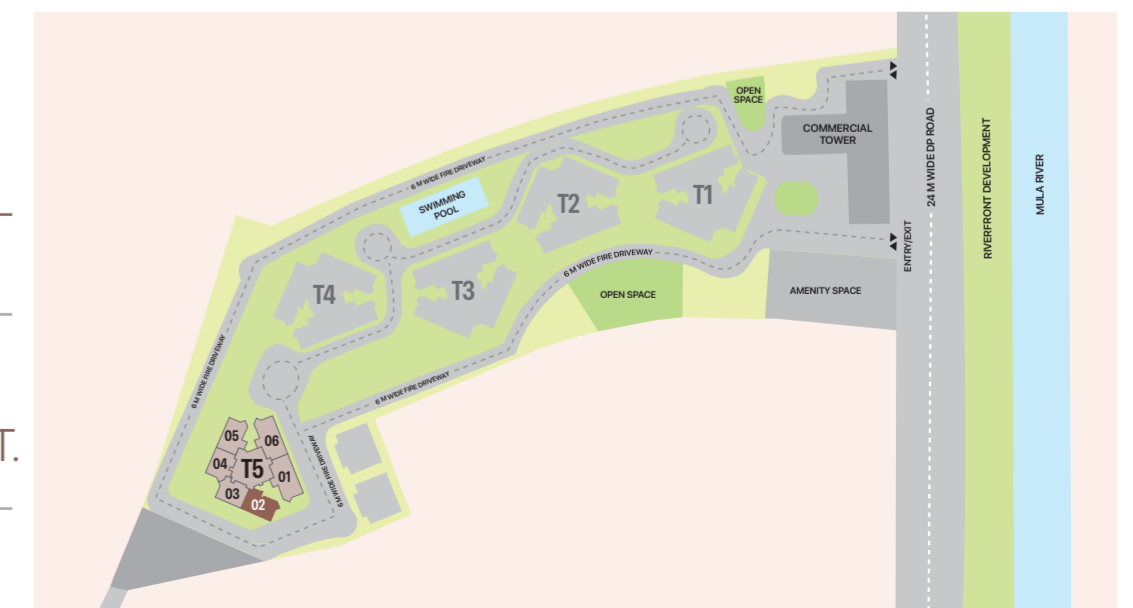 OPEN
SPACE
COMMERCIAL
TOWER
24 M WIDE DP ROAD
RIVERFRONT DEVELOPMENT
MULA RIVER
6 M WIDE FIRE DRIVEWAY
SWIMMING
POOL
T2
T1
ENTRY/EXIT
6 M WIDE FIRE DRIVEWAY
T4
T3
OPEN SPACE
AMENITY SPACE
6 M WIDE FIRE DRIVEWAY
6 M WIDE FIRE DRIVEWAY
T.
05
06
04
T5
01
03
02
6 M WIDE FIRE DRIVEWAY